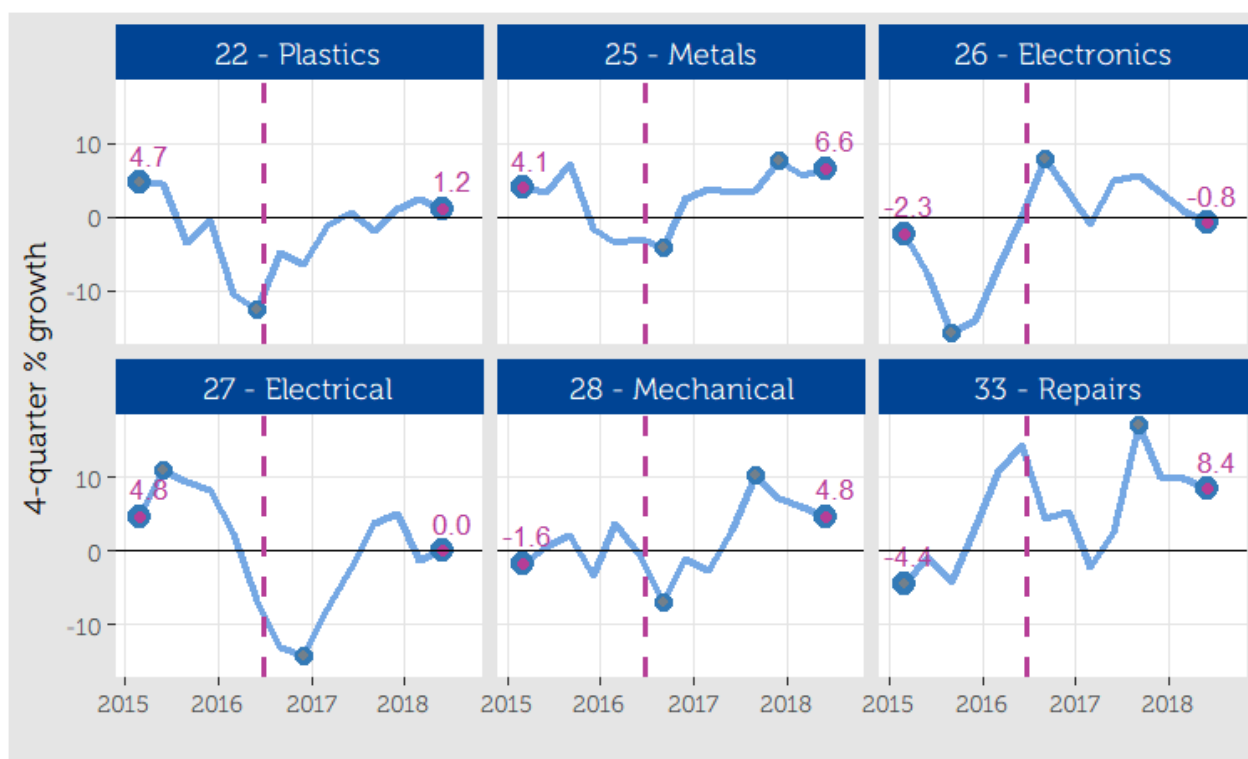 22 - Plastics
25 - Metals
26 - Electronics
4-quarter % growth
10
0
-10
4.7
1.2
4.1
6.6
-2.3
-0.8
27 - Electrical
28 - Mechanical
33 - Repairs
10
0
-10
4.8
0.0
-1.6
4.8
-4.4
8.4
2015 2016 2017 2018
2015 2016 2017 2018
2015 2016 2017 2018